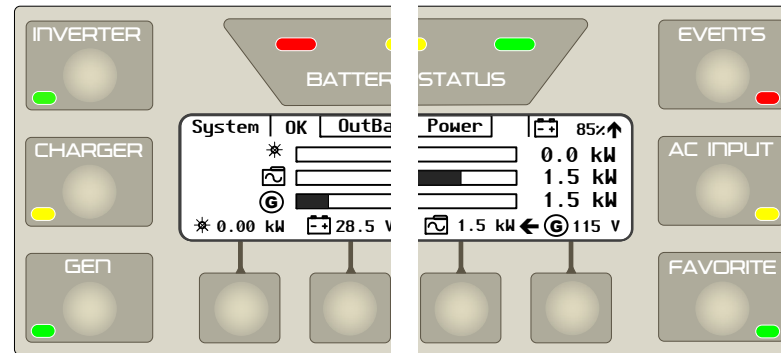 INVERTER
EVENTS
BATTER STATUS
System OK OutBa Power - + 85%
0.0 kW
CHARGER
AC INPUT
1.5 kW
G 1.5 kW
0.00 kW - + 28.5 V 1.5 kW G 115 V
GEN
FAVORITE